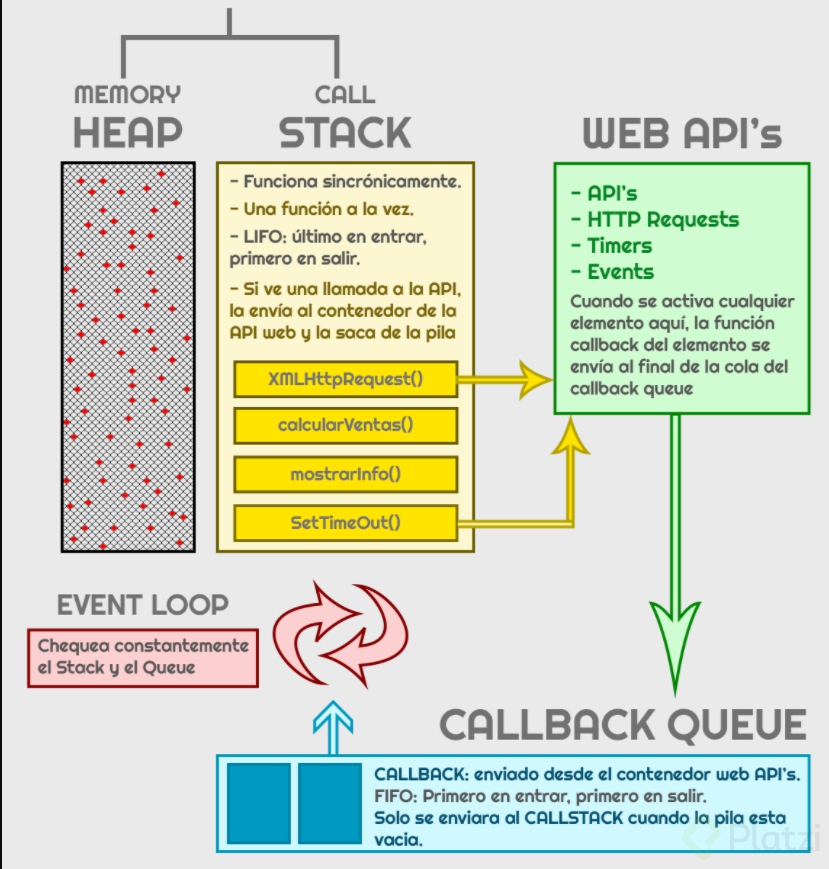 MEMORY
HEAP
CALL
STACK
- Funciona sincrónicamente.
- Una función a la vez.
- LIFO: último en entrar,
primero en salir.
- Si ve una llamada a la API,
la envía al contenedor de la
API web y la saca de la pila
XMLHttpRequest()
calcularVentas()
mostrarInfo()
SetTimeOut()
WEB API's
- API's
- HTTP Requests
- Timers
- Events
Cuando se activa cualquier
elemento aquí, la función
callback del elemento se
envía al final de la cola del
callback queue
EVENT LOOP
Chequea constantemente
el Stack y el Queue
CALLBACK QUEUE
CALLBACK: enviado desde el contenedor web API's.
FIFO: Primero en entrar, primero en salir.
Solo se enviara al CALLSTACK cuando la pila esta
vacia.
Platzi